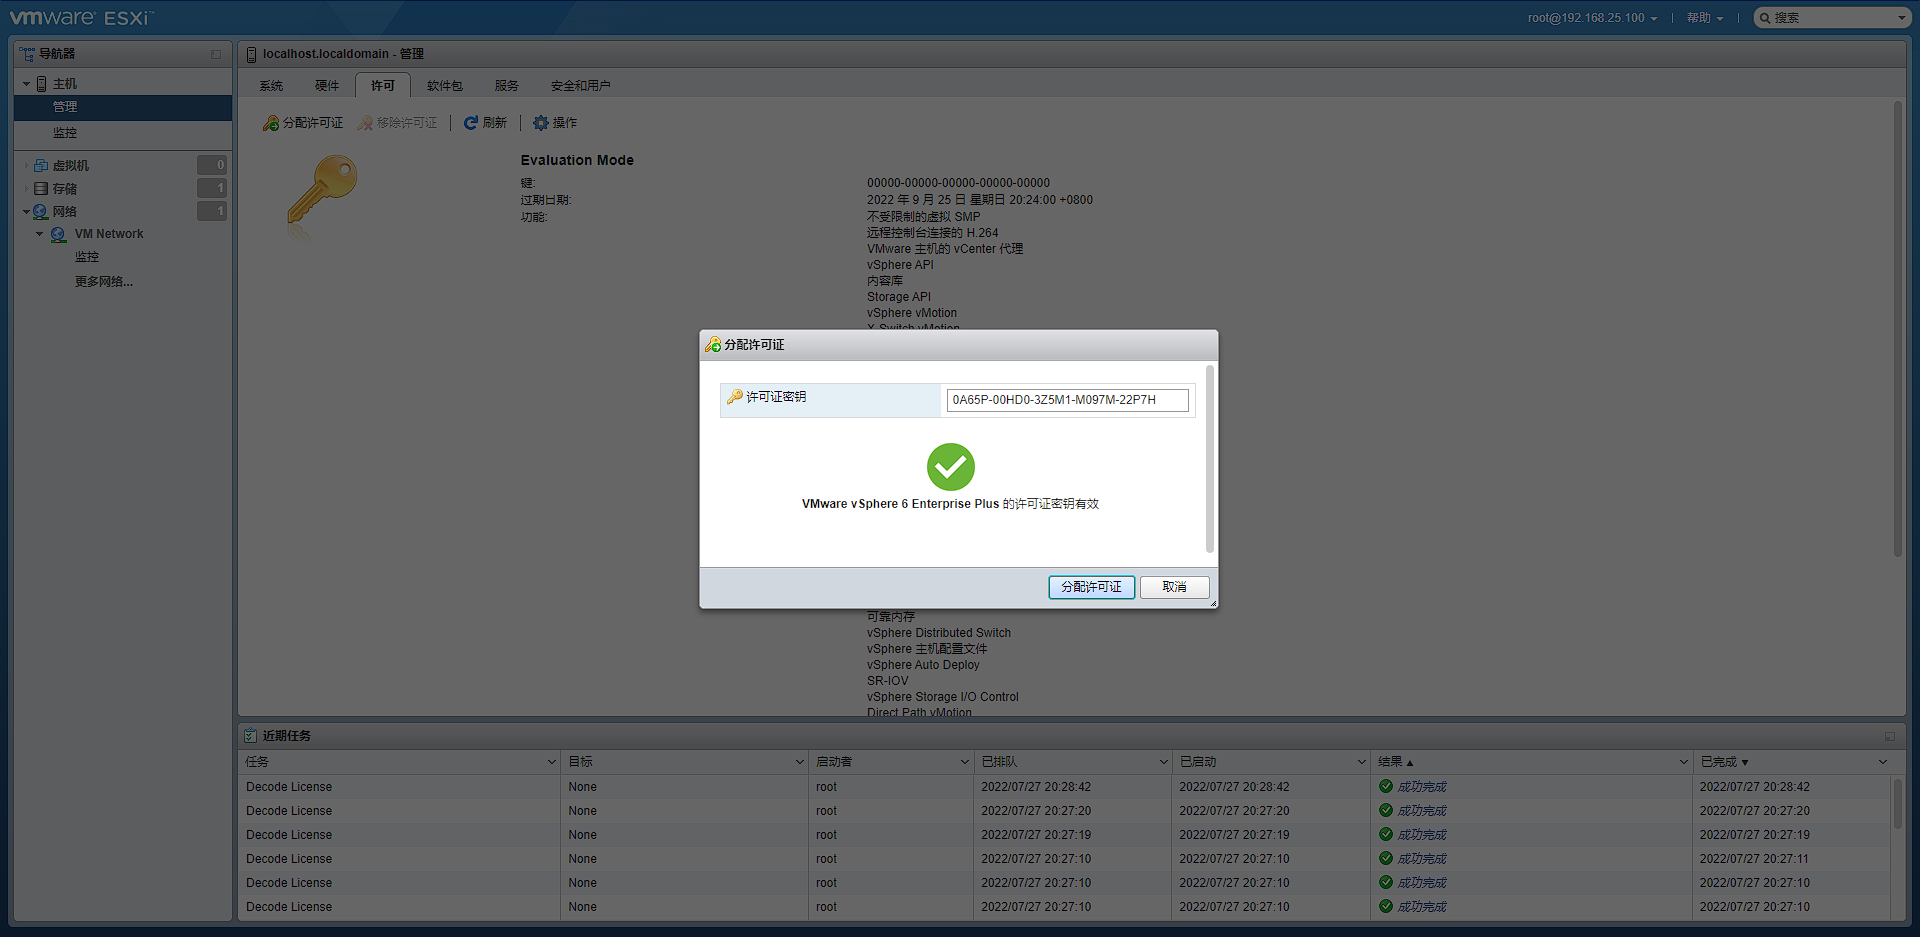 vmware ESXi™
root@192.168.25.100
帮助
搜索
导航器
主机
管理
监控
虚拟机
0
存储
1
网络
1
VM Network
监控
更多网络...
localhost.localdomain - 管理
系统
硬件
许可
软件包
服务
安全和用户
分配许可证
移除许可证
刷新
操作
Evaluation Mode
键:
00000-00000-00000-00000-00000
过期日期:
2022 年 9 月 25 日 星期日 20:24:00 +0800
功能:
不受限制的虚拟 SMP
远程控制台连接的 H.264
VMware 主机的 vCenter 代理
vSphere API
内容库
Storage API
vSphere vMotion
X-Switch vMotion
分配许可证
许可证密钥
0A65P-00HD0-3Z5M1-M097M-22P7H
VMware vSphere 6 Enterprise Plus 的许可证密钥有效
分配许可证
取消
可靠内存
vSphere Distributed Switch
vSphere 主机配置文件
vSphere Auto Deploy
SR-IOV
vSphere Storage I/O Control
Direct Path vMotion
近期任务
任务 目标 启动者 已排队 已启动 结果 ▲ 已完成 ▼
Decode License None root 2022/07/27 20:28:42 2022/07/27 20:28:42 成功完成 2022/07/27 20:28:42
Decode License None root 2022/07/27 20:27:20 2022/07/27 20:27:20 成功完成 2022/07/27 20:27:20
Decode License None root 2022/07/27 20:27:19 2022/07/27 20:27:19 成功完成 2022/07/27 20:27:19
Decode License None root 2022/07/27 20:27:10 2022/07/27 20:27:10 成功完成 2022/07/27 20:27:11
Decode License None root 2022/07/27 20:27:10 2022/07/27 20:27:10 成功完成 2022/07/27 20:27:10
Decode License None root 2022/07/27 20:27:10 2022/07/27 20:27:10 成功完成 2022/07/27 20:27:10